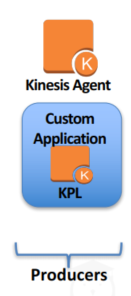 K
Kinesis Agent
Custom
Application
K
KPL
Producers